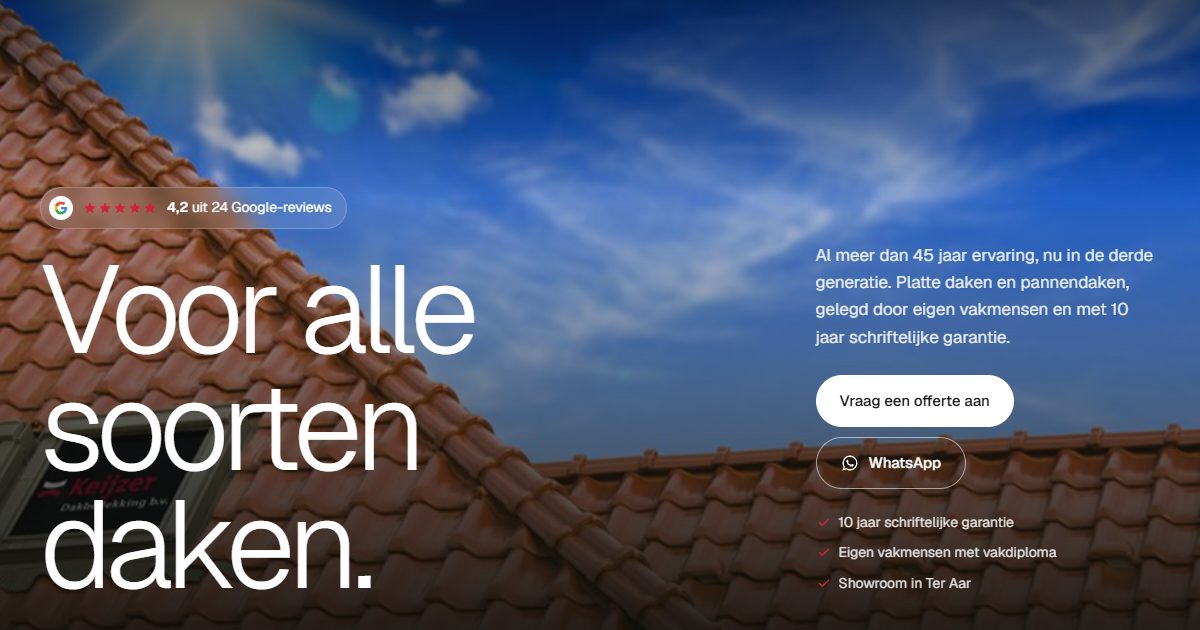 4,2 uit 24 Google-reviews
Voor alle
soorten
daken.
Keijzer
Dakbedekking b.v.
Al meer dan 45 jaar ervaring, nu in de derde
generatie. Platte daken en pannendaken,
gelegd door eigen vakmensen en met 10
jaar schriftelijke garantie.
Vraag een offerte aan
WhatsApp
10 jaar schriftelijke garantie
Eigen vakmensen met vakdiploma
Showroom in Ter Aar